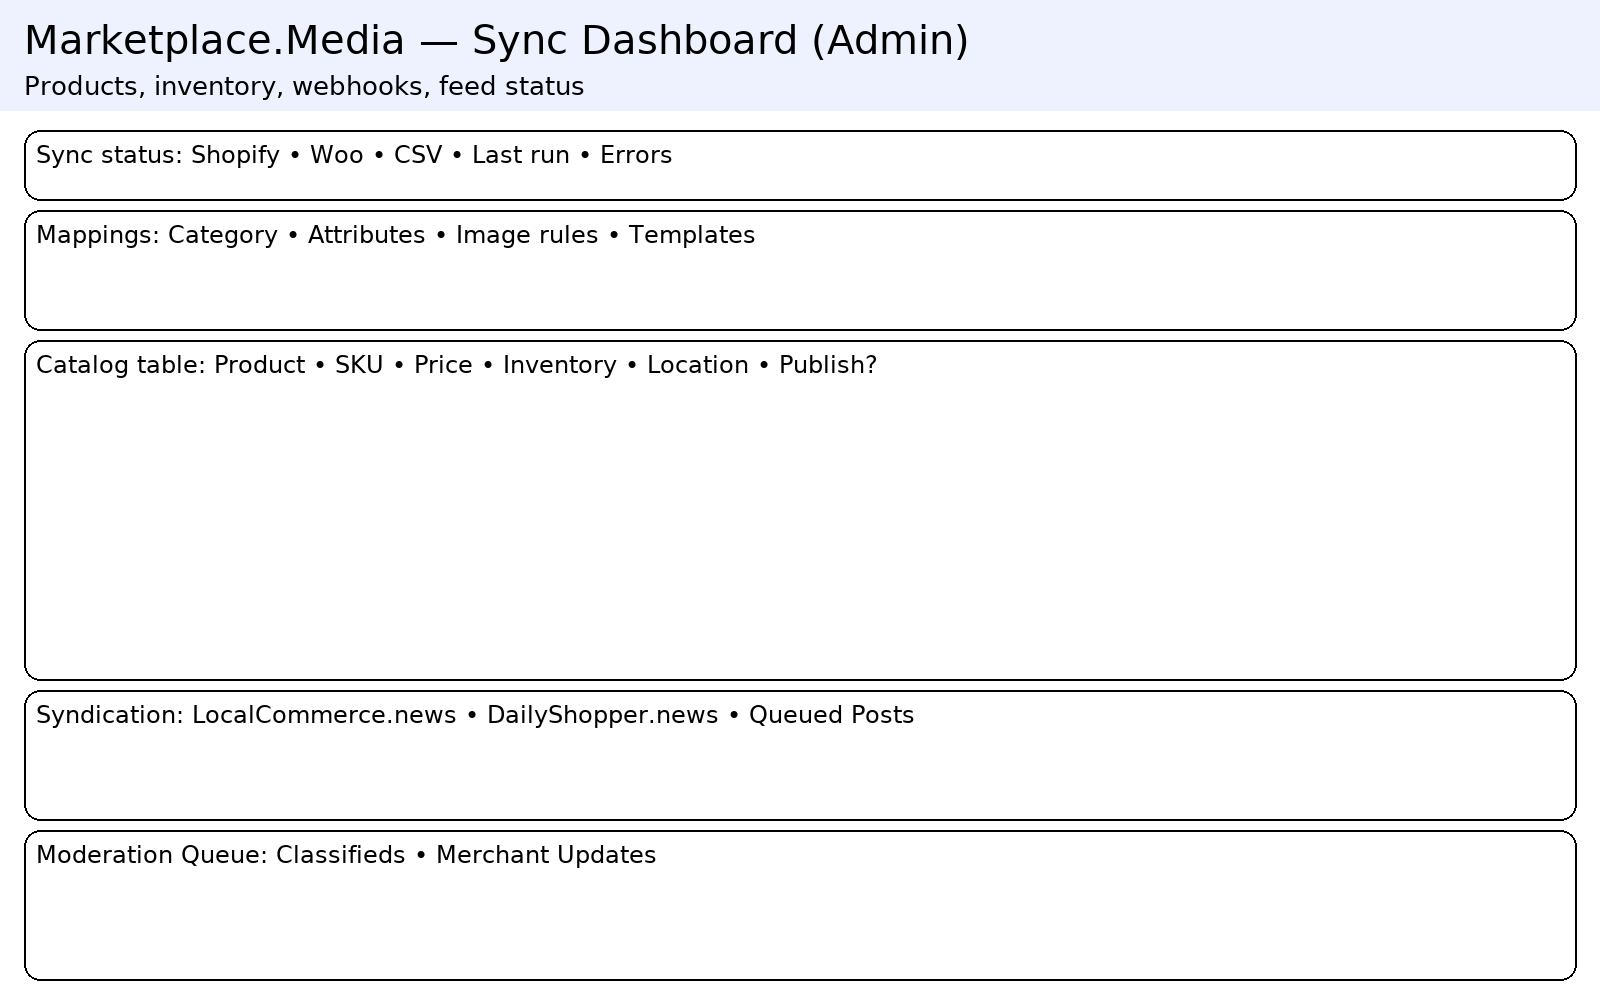 Marketplace.Media — Sync Dashboard (Admin)
Products, inventory, webhooks, feed status
Sync status: Shopify • Woo • CSV • Last run • Errors
Mappings: Category • Attributes • Image rules • Templates
Catalog table: Product • SKU • Price • Inventory • Location • Publish?
Syndication: LocalCommerce.news • DailyShopper.news • Queued Posts
Moderation Queue: Classifieds • Merchant Updates